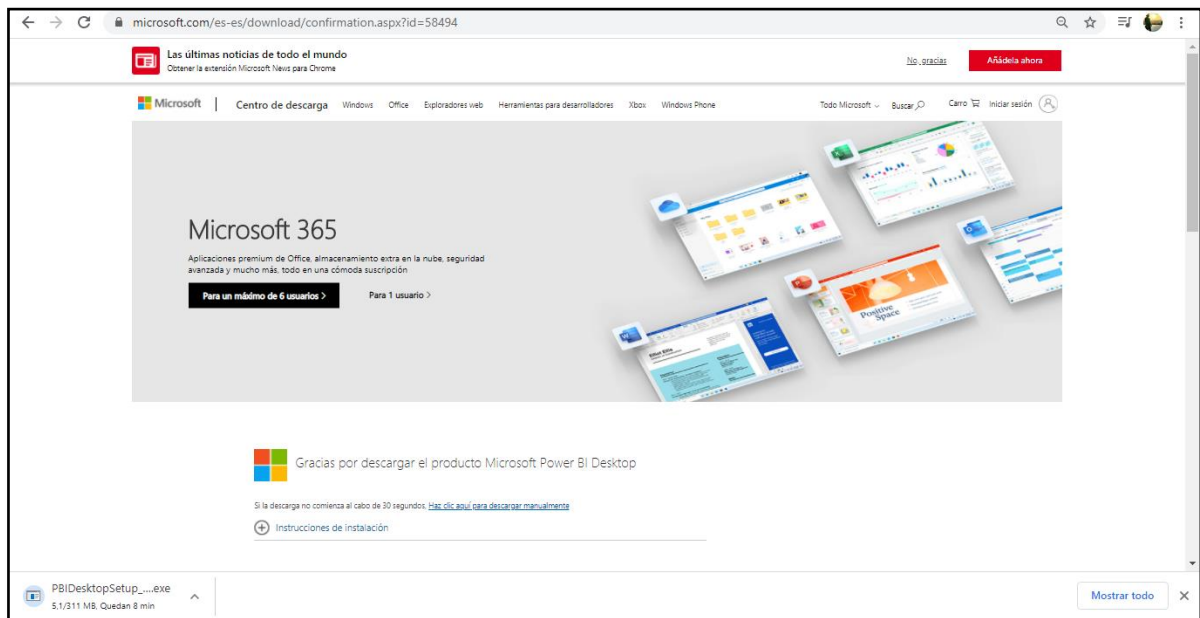 microsoft.com/es-es/download/confirmation.aspx?id=58494
Las últimas noticias de todo el mundo
Obtener la extensión Microsoft News para Chrome
No, gracias
Añádela ahora
Microsoft | Centro de descarga Windows Office Exploradores web Herramientas para desarrolladores Xbox Windows Phone Todo Microsoft Buscar Carro Iniciar sesión
Microsoft 365
Aplicaciones premium de Office, almacenamiento extra en la nube, seguridad
avanzada y mucho más, todo en una cómoda suscripción
Para un máximo de 6 usuarios > Para 1 usuario >
Positive
Space
Gracias por descargar el producto Microsoft Power BI Desktop
Si la descarga no comienza al cabo de 30 segundos, Haz clic aquí para descargar manualmente
Instrucciones de instalación
PBIDesktopSetup_....exe
5,1/311 MB, Quedan 8 min
Mostrar todo